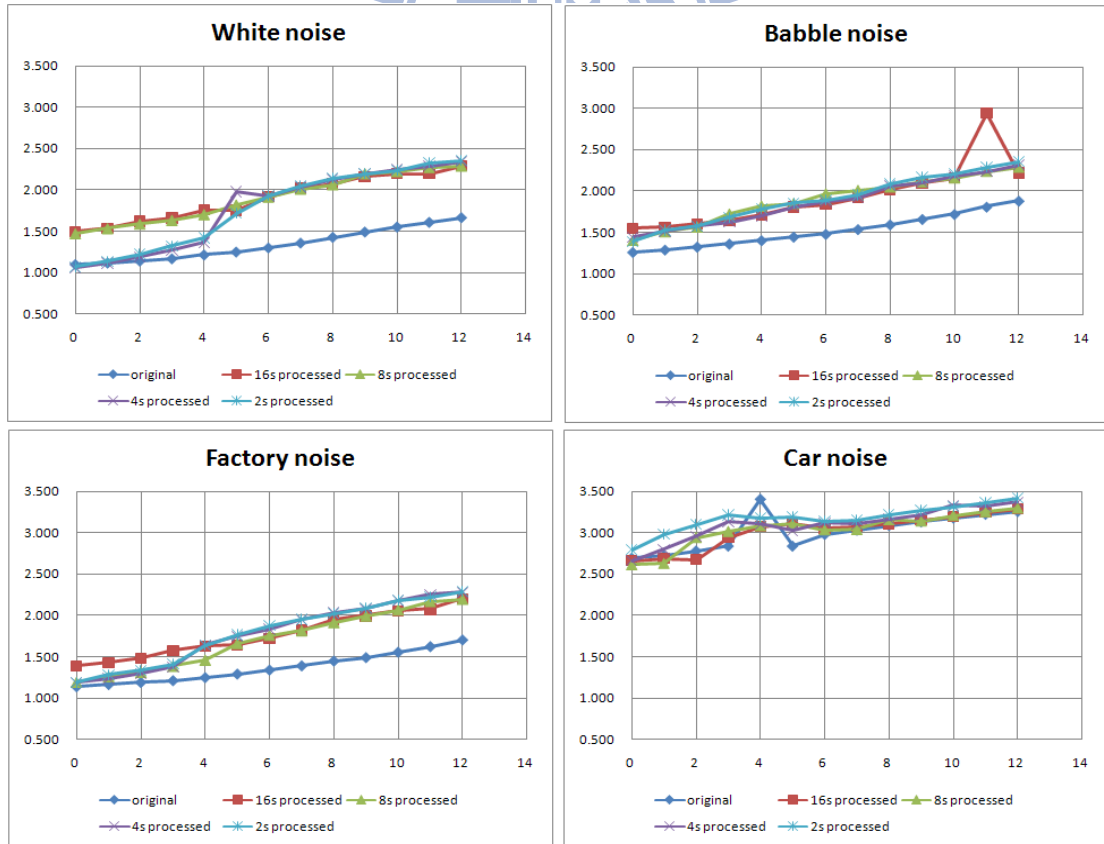 White noise
3.500
3.000
2.500
2.000
1.500
1.000
0.500
0 2 4 6 8 10 12 14
original 16s processed 8s processed
4s processed 2s processed
Babble noise
3.500
3.000
2.500
2.000
1.500
1.000
0.500
0 2 4 6 8 10 12 14
original 16s processed 8s processed
4s processed 2s processed
Factory noise
3.500
3.000
2.500
2.000
1.500
1.000
0.500
0 2 4 6 8 10 12 14
original 16s processed 8s processed
4s processed 2s processed
Car noise
3.500
3.000
2.500
2.000
1.500
1.000
0.500
0 2 4 6 8 10 12 14
original 16s processed 8s processed
4s processed 2s processed